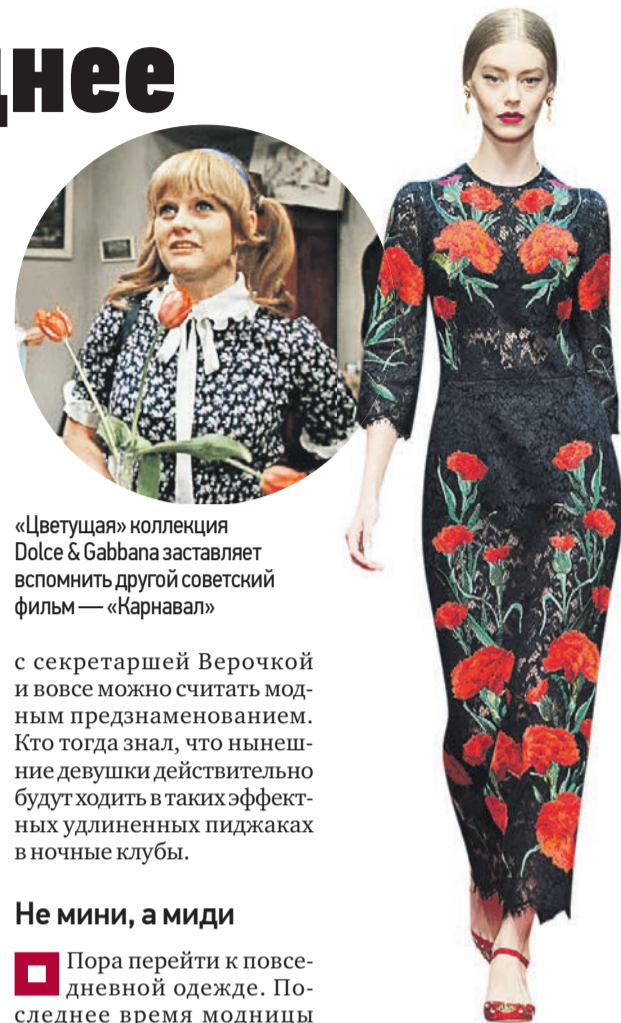 днее
«Цветущая» коллекция
Dolce & Gabbana заставляет
вспомнить другой советский
фильм — «Карнавал»
с секретаршей Верочкой
и вовсе можно считать мод-
ным предзнаменованием.
Кто тогда знал, что нынеш-
ние девушки действительно
будут ходить в таких эффект-
ных удлиненных пиджаках
в ночные клубы.
Не мини, а миди
Пора перейти к повсе-
дневной одежде. По-
следнее время модницы